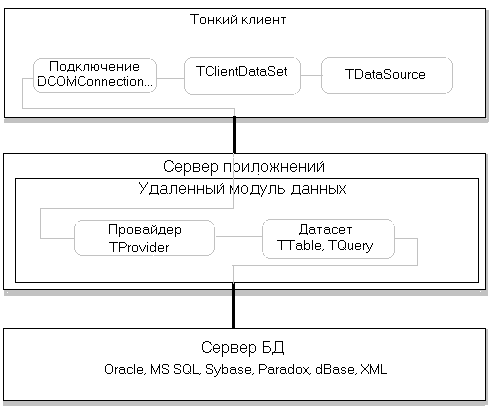 Тонкий клиент
Подключение
DCOMConnection...
TClientDataSet
TDataSource
Сервер приложнений
Удаленный модуль данных
Провайдер
TProvider
Датасет
TTable, TQuery
Сервер БД
Oracle, MS SQL, Sybase, Paradox, dBase, XML